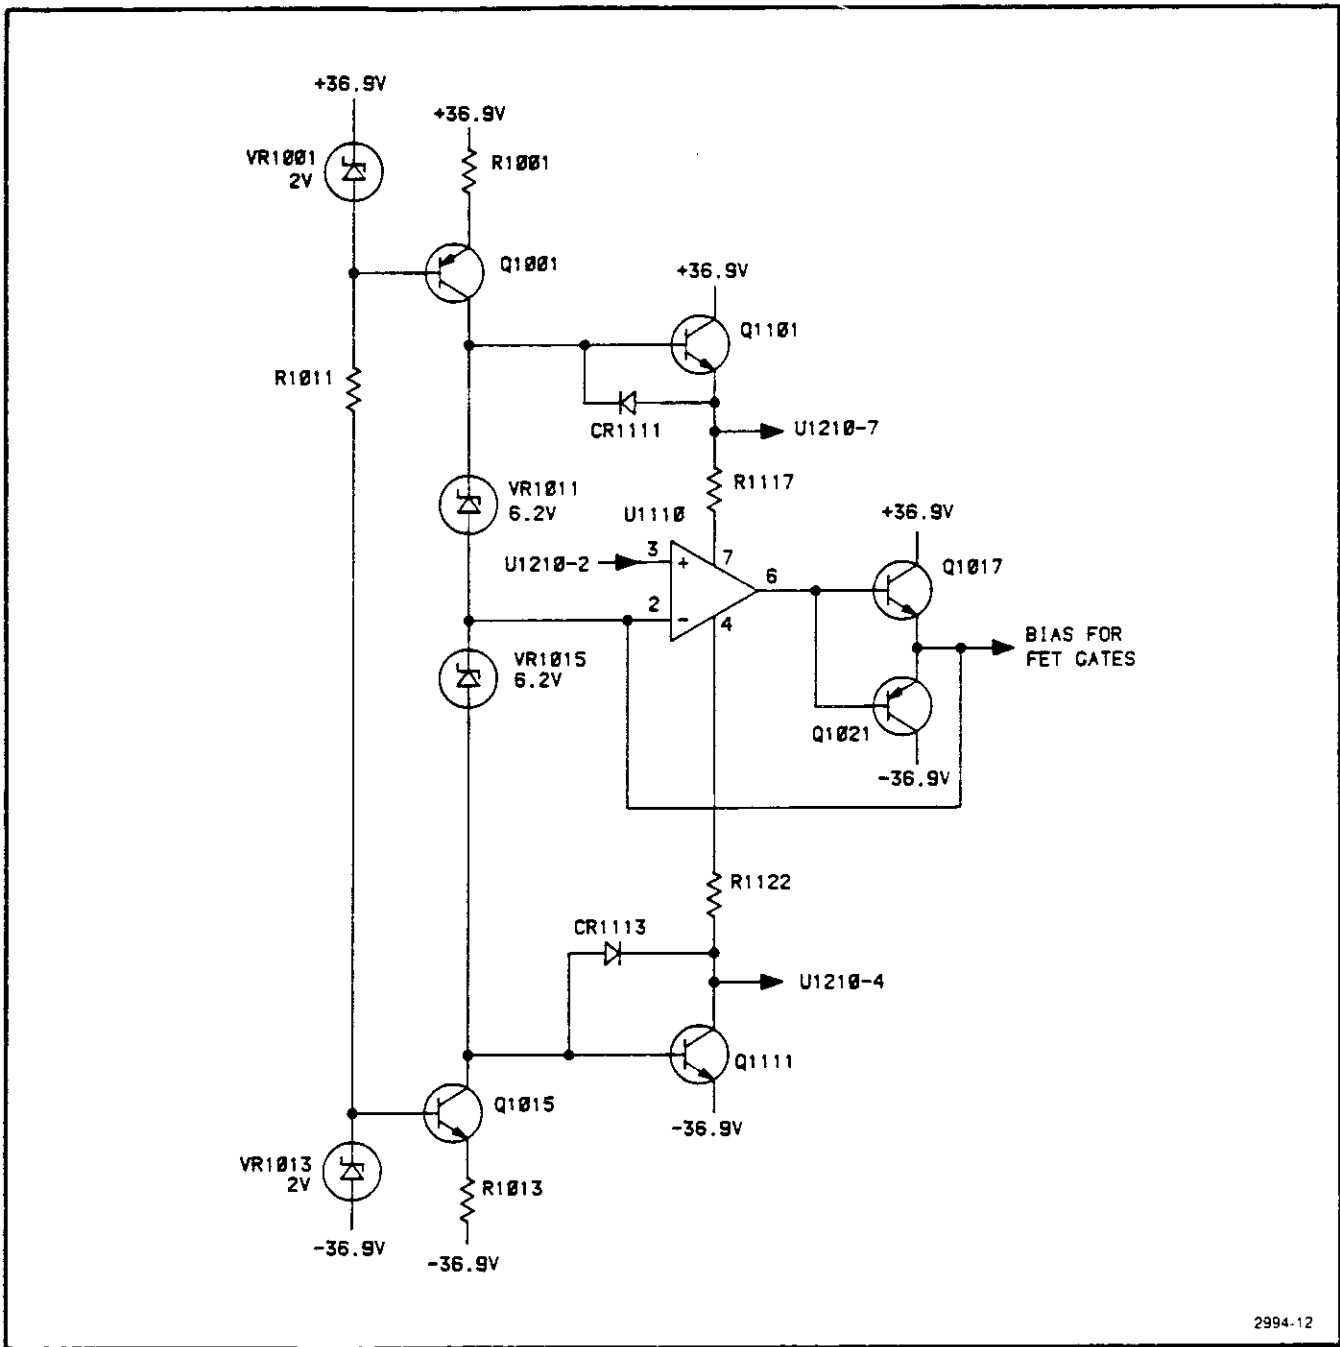 +36.9V
+36.9V
VR1001
2V
R1001
Q1001
+36.9V
Q1101
R1011
CR1111
U1210-7
R1117
VR1011
6.2V
U1110
+36.9V
U1210-2
3
+
7
6
Q1017
2
-
4
BIAS FOR
FET GATES
VR1015
6.2V
Q1021
-36.9V
R1122
CR1113
U1210-4
Q1111
Q1015
-36.9V
VR1013
2V
R1013
-36.9V
-36.9V
2994-12